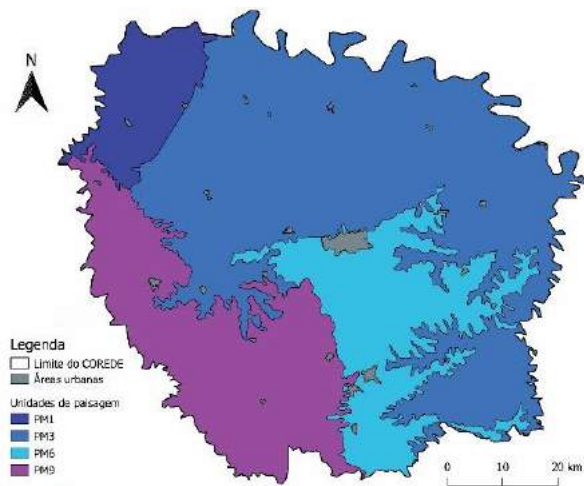 N
Legenda
Limite do COREDE
Áreas urbanas
Unidades de paisagem
PM1
PM3
PM6
PM9
0 10 20 km